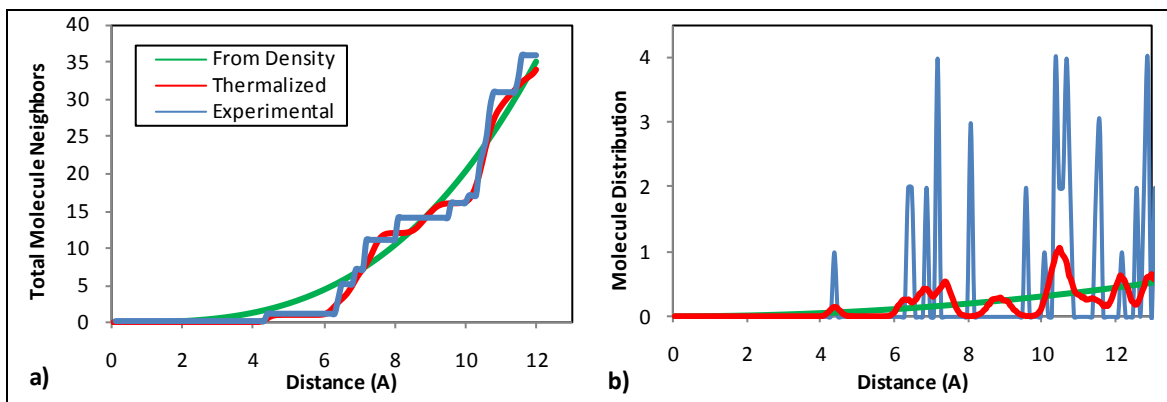 40
35
30
25
20
15
10
5
0
Total Molecule Neighbors
From Density
Thermalized
Experimental
0 2 4 6 8 10 12
Distance (A)
a)
4
3
2
1
0
Molecule Distribution
0 2 4 6 8 10 12
Distance (A)
b)